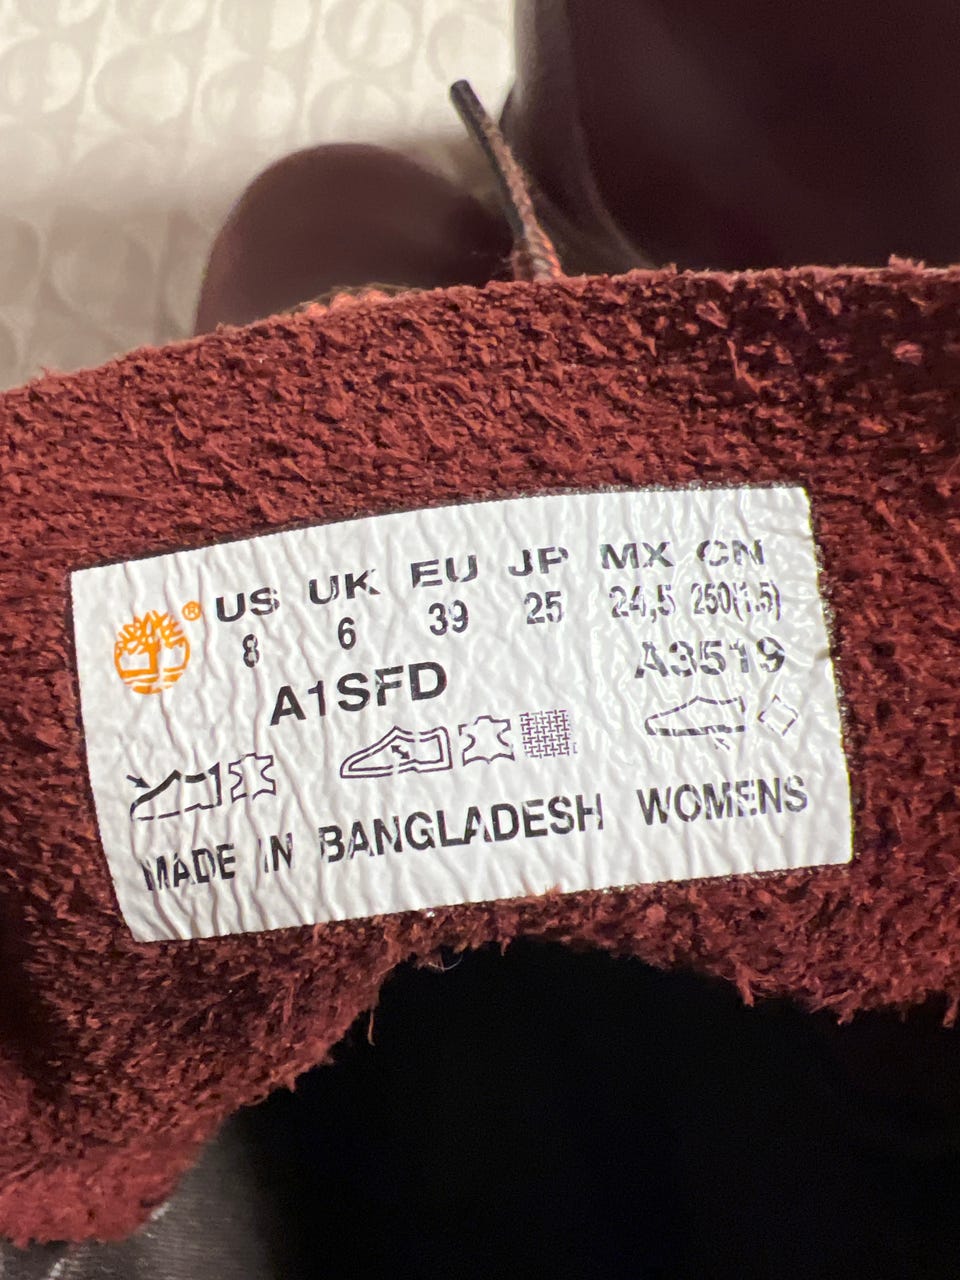 ® US UK EU JP MX CN
8 6 39 25 24,5 250(1.5)
A1SFD A3519
MADE IN BANGLADESH WOMENS